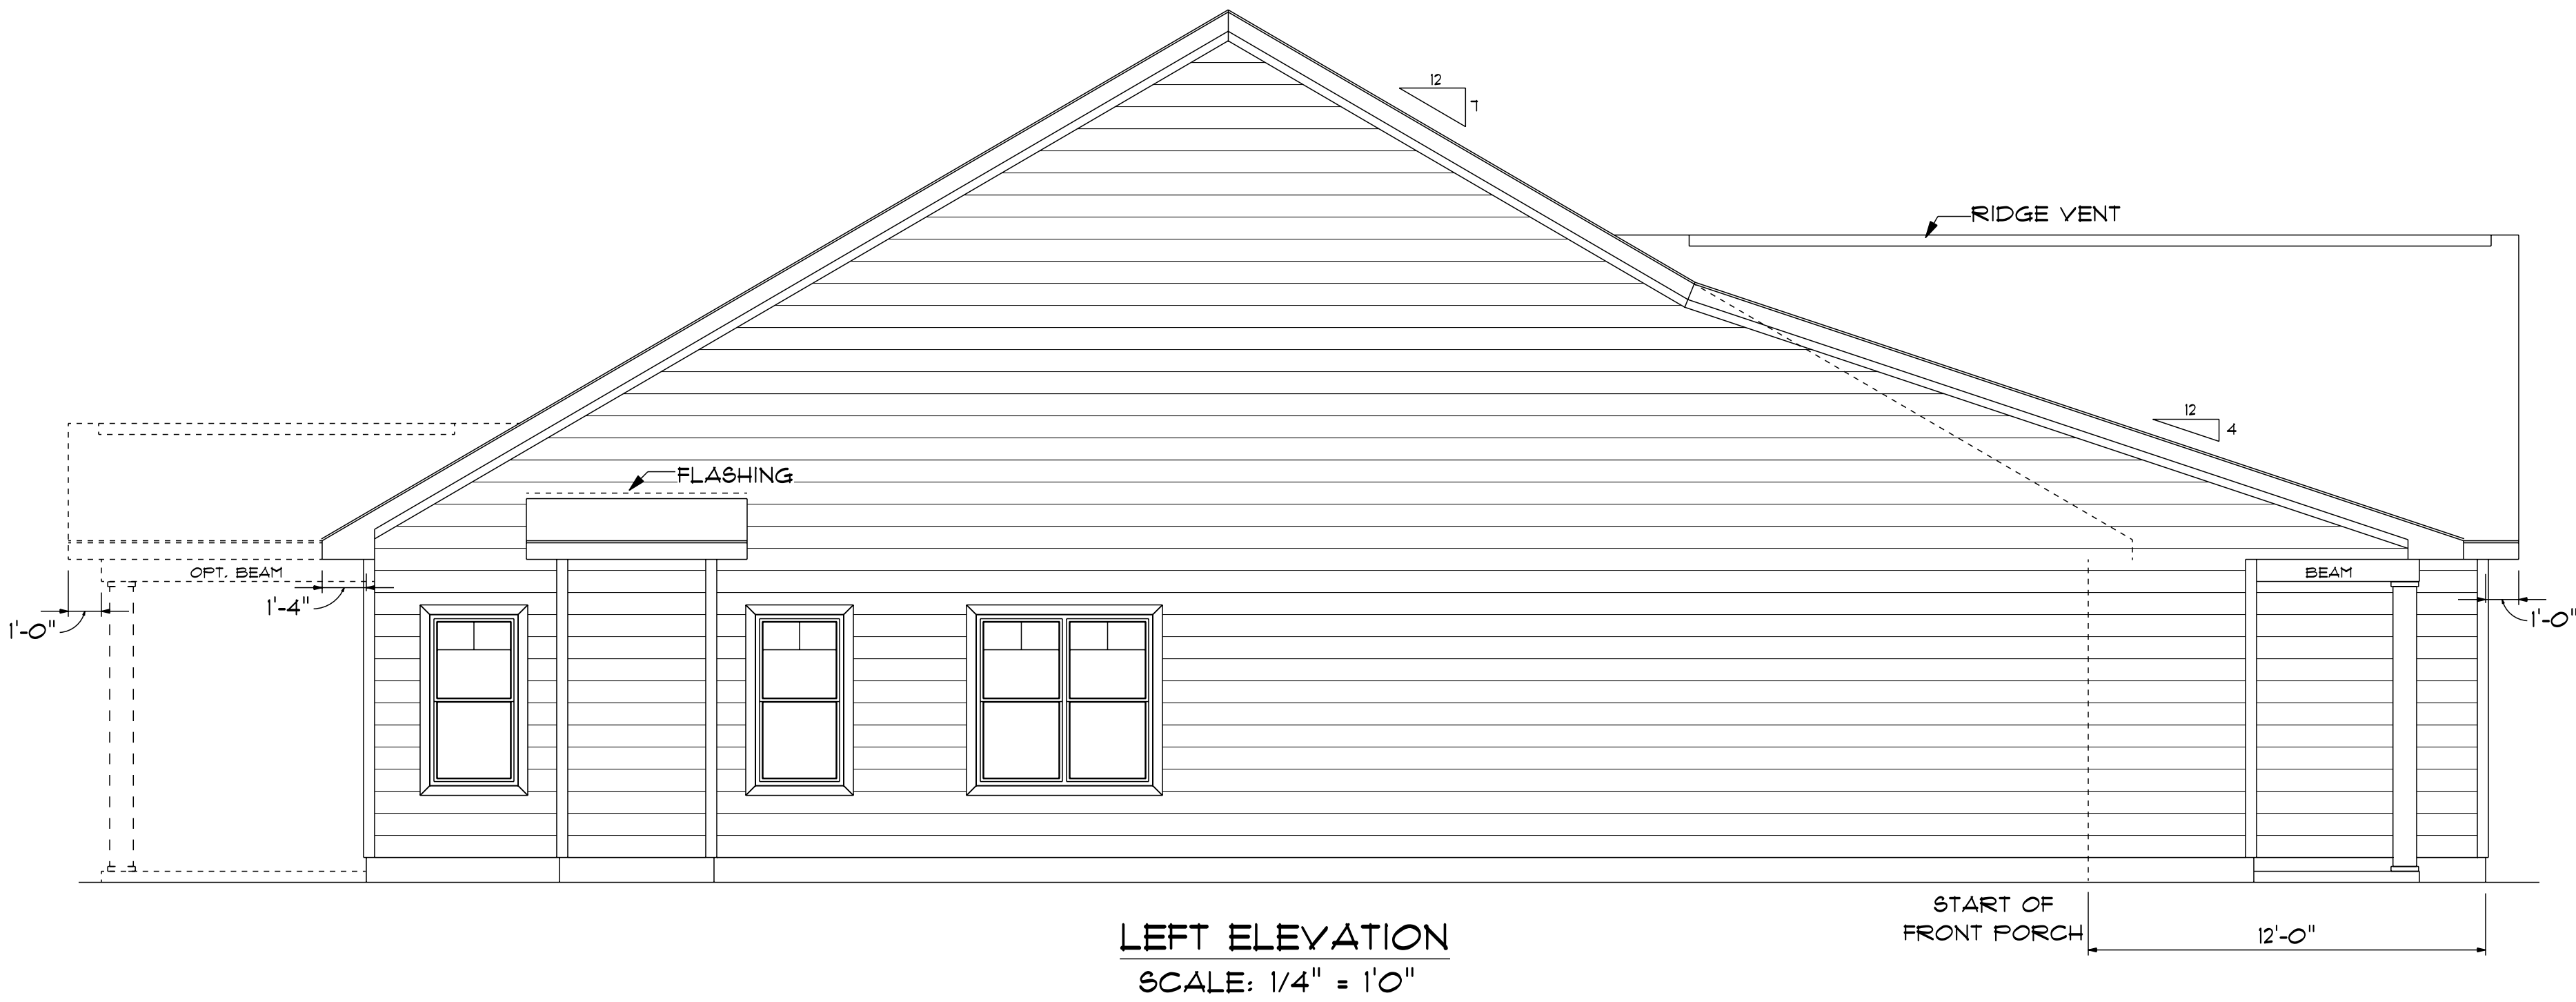 12
7
RIDGE VENT
12
4
FLASHING
OPT. BEAM
BEAM
1'-4"
1'-0"
1'-0"
START OF
FRONT PORCH
12'-0"
LEFT ELEVATION
SCALE: 1/4" = 1'0"